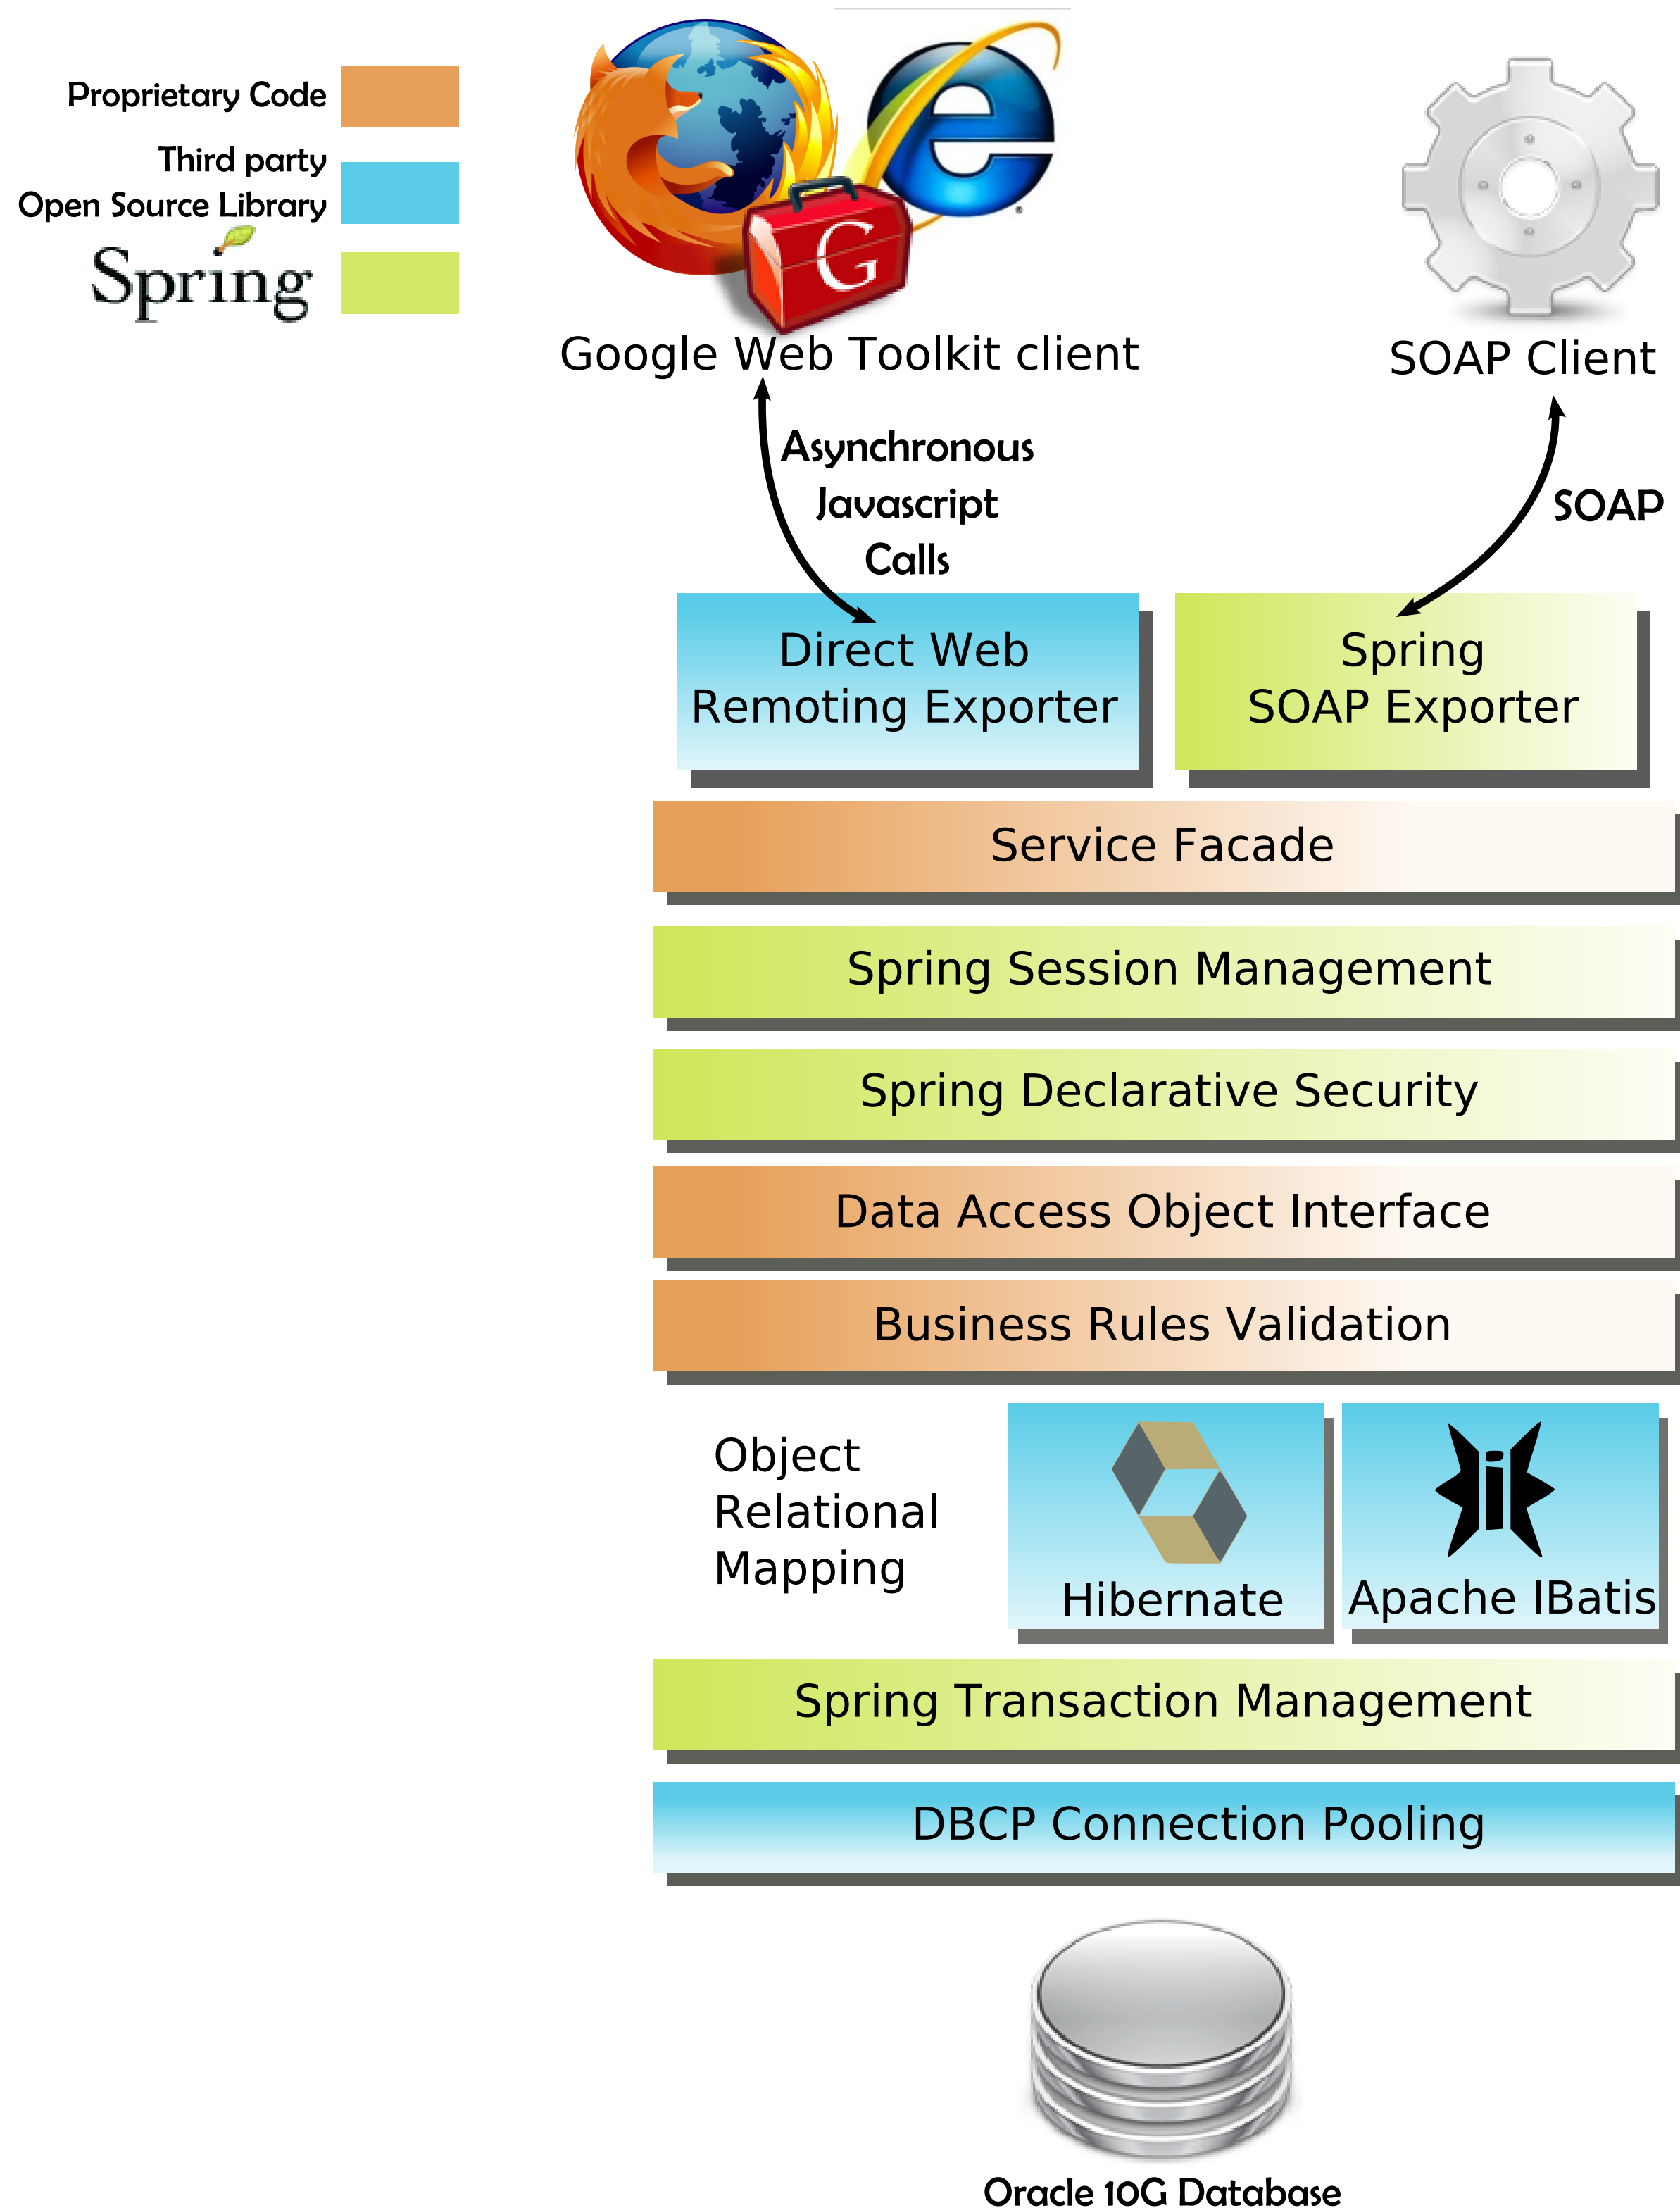 Proprietary Code
Third party
Open Source Library
Spring
G
Google Web Toolkit client
SOAP Client
Asynchronous
Javascript
Calls
SOAP
Direct Web
Remoting Exporter
Spring
SOAP Exporter
Service Facade
Spring Session Management
Spring Declarative Security
Data Access Object Interface
Business Rules Validation
Object
Relational
Mapping
Hibernate
i
Apache IBatis
Spring Transaction Management
DBCP Connection Pooling
Oracle 10G Database